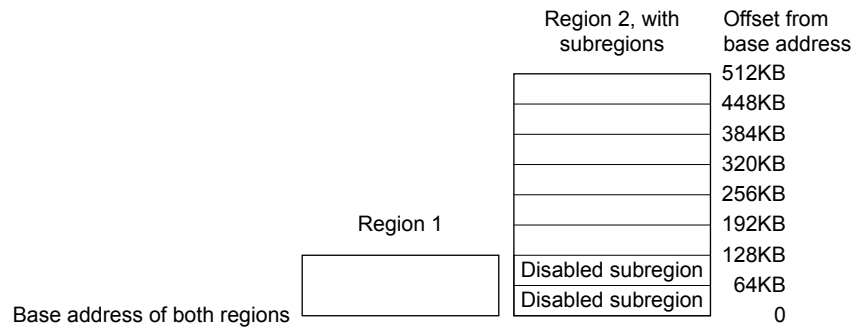 Region 2, with
subregions
Offset from
base address
512KB
448KB
384KB
320KB
256KB
Region 1
192KB
128KB
Disabled subregion
64KB
Disabled subregion
Base address of both regions
0